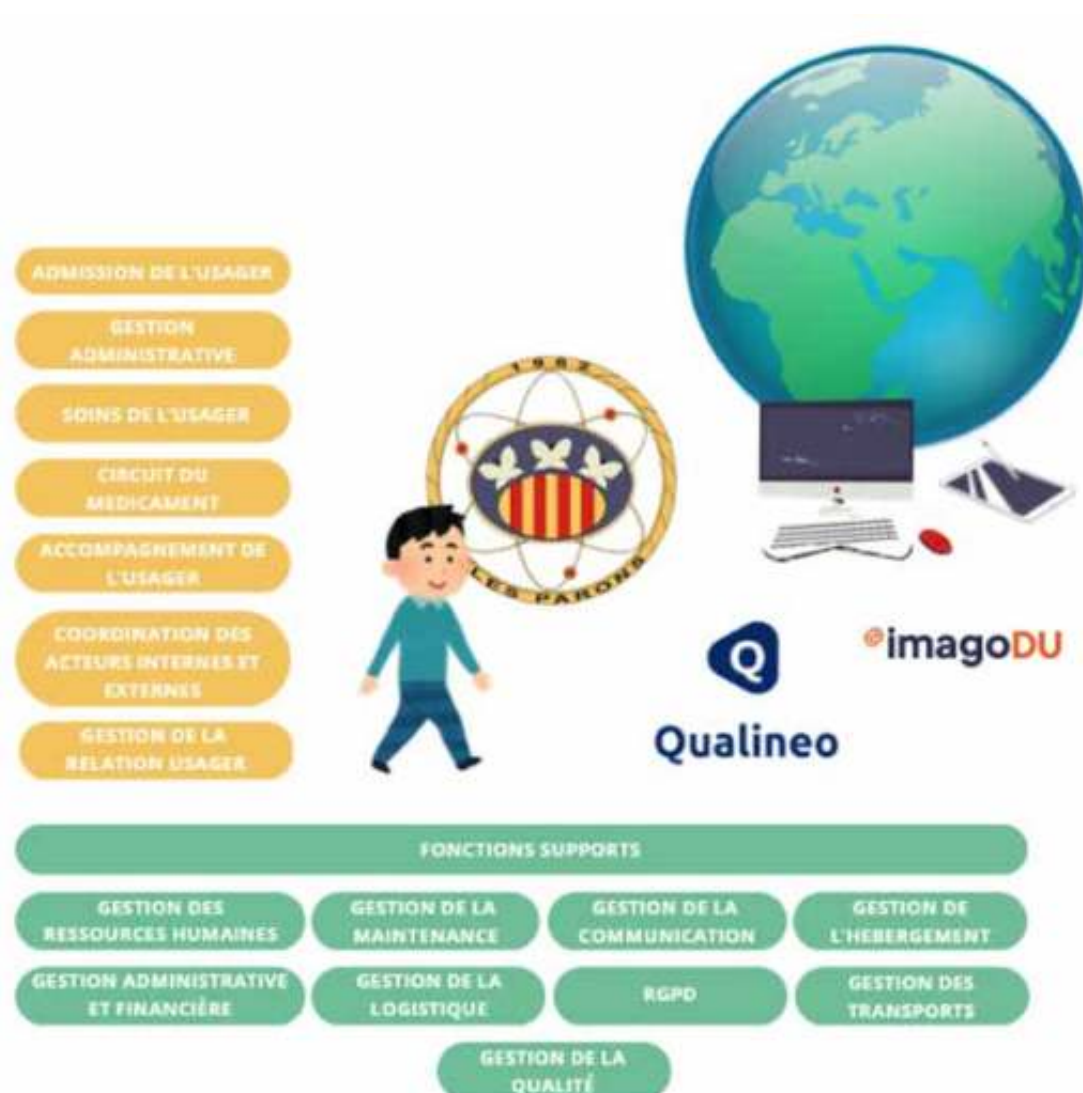 ADMISSION DE L'USAGER
GESTION
ADMINISTRATIVE
SOINS DE L'USAGER
CIRCUIT DU
MEDICAMENT
ACCOMPAGNEMENT DE
L'USAGER
COORDINATION DES
ACTEURS INTERNES ET
EXTERNES
GESTION DE LA
RELATION USAGER
1962
LES PARONS
Q
Qualineo
@imagoDU
FONCTIONS SUPPORTS
GESTION DES
RESSOURCES HUMAINES
GESTION DE LA
MAINTENANCE
GESTION DE LA
COMMUNICATION
GESTION DE
L'HEBERGEMENT
GESTION ADMINISTRATIVE
ET FINANCIÈRE
GESTION DE LA
LOGISTIQUE
RGPD
GESTION DES
TRANSPORTS
GESTION DE LA
QUALITÉ